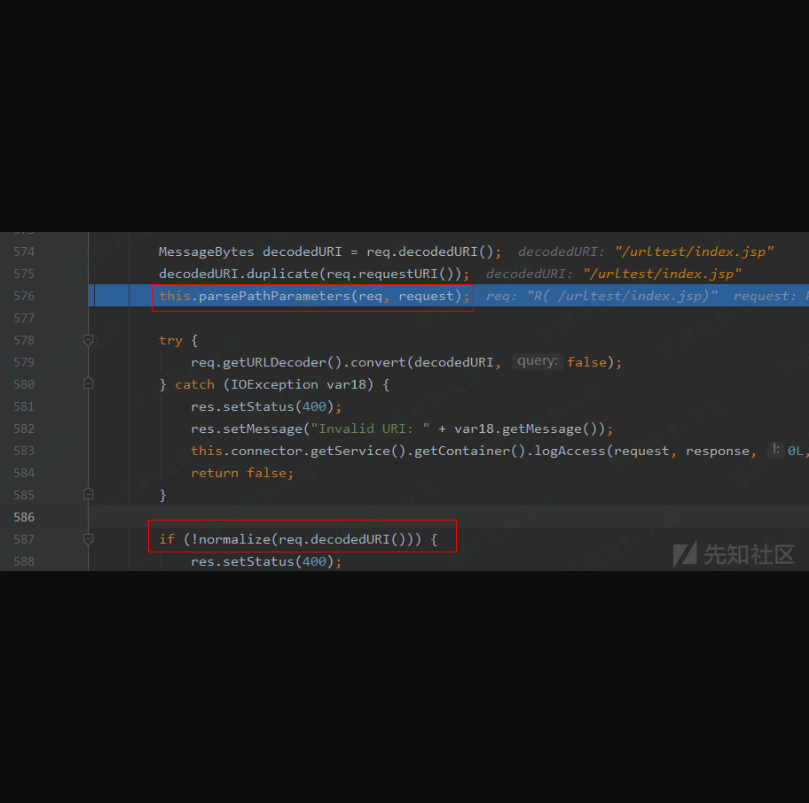 574 MessageBytes decodedURI = req.decodedURI(); decodedURI: "/urltest/index.jsp"
575 decodedURI.duplicate(req.requestURI()); decodedURI: "/urltest/index.jsp"
576 this.parsePathParameters(req, request); req: "R( /urltest/index.jsp)" request:
577
578 try {
579 req.getURLDecoder().convert(decodedURI, query: false);
580 } catch (IOException var18) {
581 res.setStatus(400);
582 res.setMessage("Invalid URI: " + var18.getMessage());
583 this.connector.getService().getContainer().logAccess(request, response, l: 0L,
584 return false;
585 }
586
587 if (!normalize(req.decodedURI())) {
588 res.setStatus(400);
先知社区